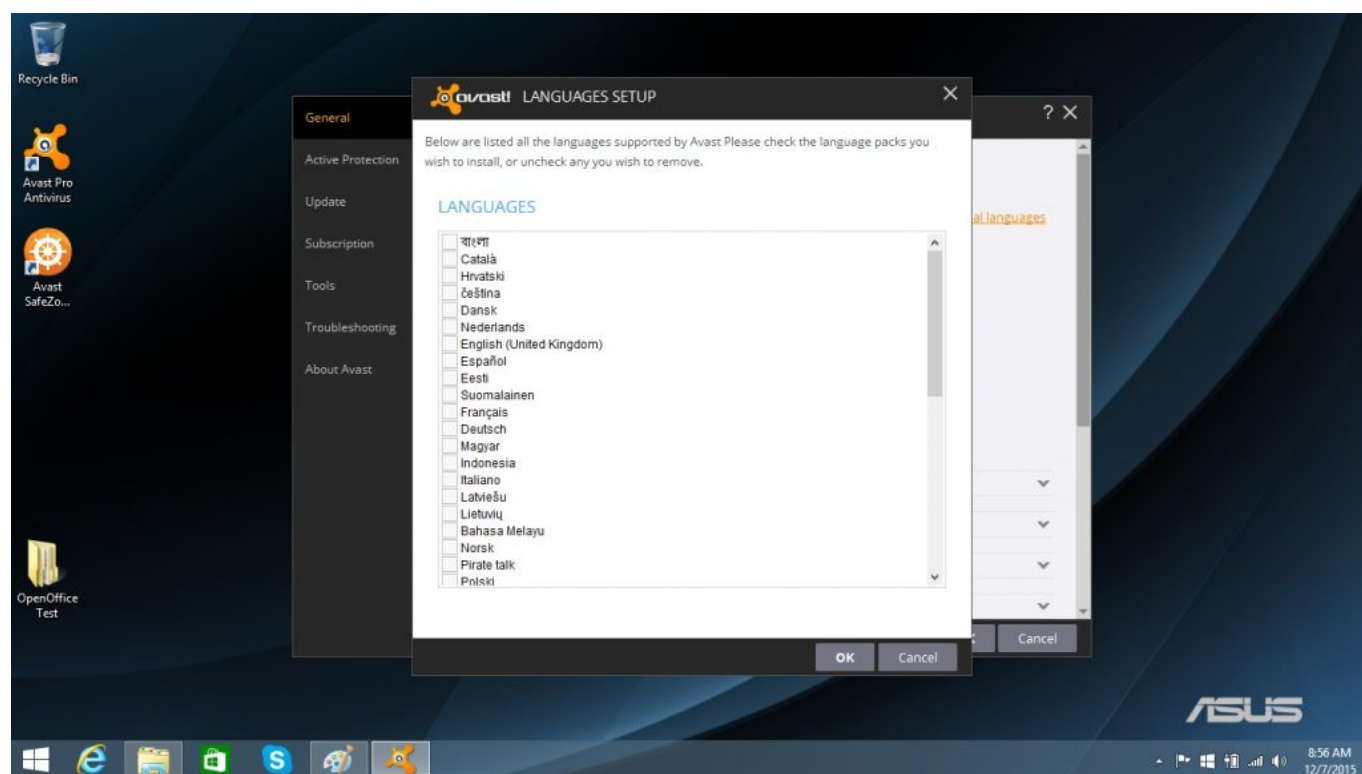 Recycle Bin
Avast Pro
Antivirus
Avast
SafeZo...
OpenOffice
Test
General
Active Protection
Update
Subscription
Tools
Troubleshooting
About Avast
avast! LANGUAGES SETUP
Below are listed all the languages supported by Avast Please check the language packs you
wish to install, or uncheck any you wish to remove.
LANGUAGES
বাংলা
Català
Hrvatski
čeština
Dansk
Nederlands
English (United Kingdom)
Español
Eesti
Suomalainen
Français
Deutsch
Magyar
Indonesia
Italiano
Latviešu
Lietuvių
Bahasa Melayu
Norsk
Pirate talk
Polski
OK Cancel
?
al languages
Cancel
ASUS
8:56 AM
12/7/2015